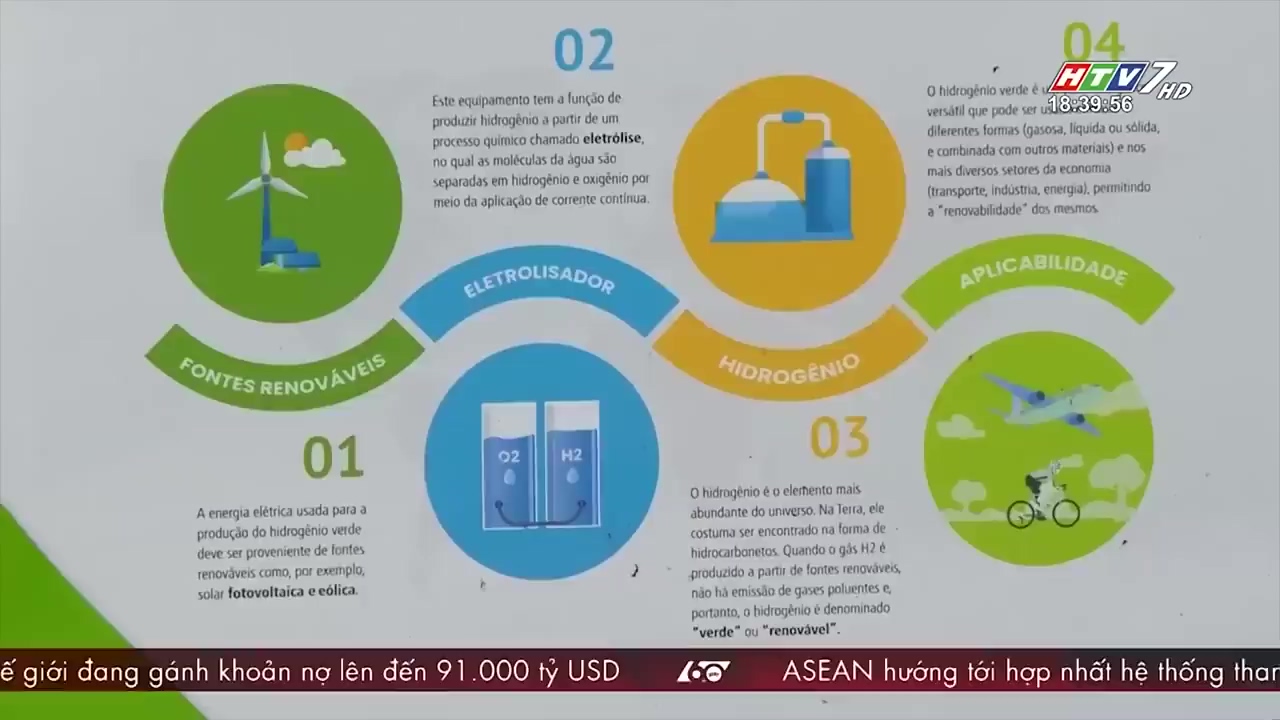 01
FONTES RENOVÁVEIS
A energia elétrica usada para a
produção do hidrogênio verde
deve ser proveniente de fontes
renováveis como, por exemplo,
solar fotovoltaica e eólica.
02
Este equipamento tem a função de
produzir hidrogênio a partir de um
processo químico chamado eletrólise,
no qual as moléculas da água são
separadas em hidrogênio e oxigênio por
meio da aplicação de corrente contínua.
ELETROLISADOR
O2
H2
HIDROGÊNIO
03
O hidrogênio é o elemento mais
abundante do universo. Na Terra, ele
costuma ser encontrado na forma de
hidrocarbonetos. Quando o gás H2 é
produzido a partir de fontes renováveis,
não há emissão de gases poluentes e,
portanto, o hidrogênio é denominado
"verde" ou "renovável".
04
O hidrogênio verde é
versátil que pode ser
diferentes formas (gasosa, líquida ou sólida,
e combinada com outros materiais) e nos
mais diversos setores da economia
(transporte, indústria, energia), permitindo
a "renovabilidade" dos mesmos.
APLICABILIDADE
HTV7 HD
18:39:56
ế giới đang gánh khoản nợ lên đến 91.000 tỷ USD
60
ASEAN hướng tới hợp nhất hệ thống